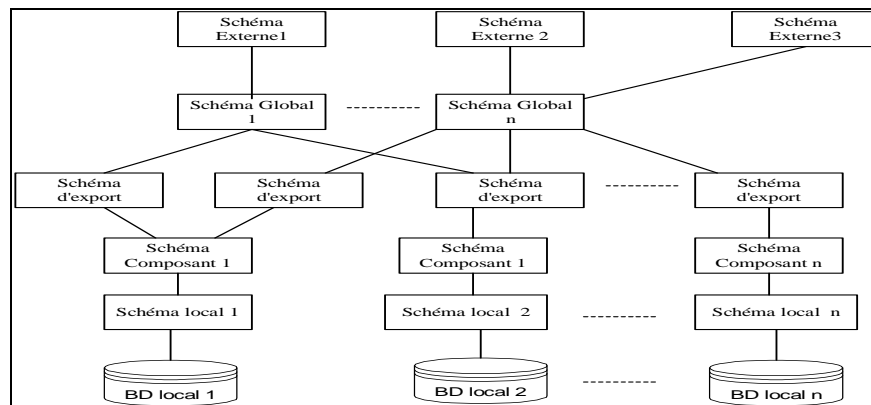 Schéma
Externe1
Schéma
Externe 2
Schéma
Externe3
Schéma Global
1
Schéma Global
n
Schéma
d'export
Schéma
d'export
Schéma
d'export
Schéma
d'export
Schéma
Composant 1
Schéma
Composant 1
Schéma
Composant n
Schéma local 1
Schéma local 2
Schéma local n
BD local 1
BD local 2
BD local n